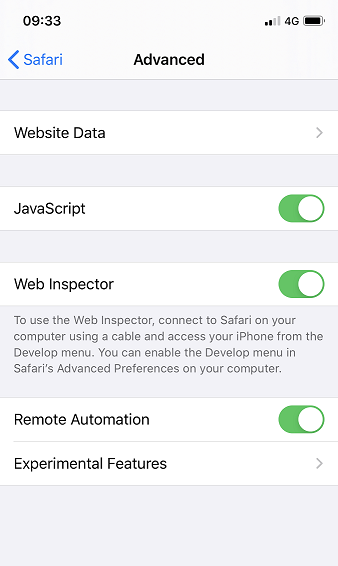 09:33 4G
Safari Advanced
Website Data
JavaScript
Web Inspector
To use the Web Inspector, connect to Safari on your
computer using a cable and access your iPhone from the
Develop menu. You can enable the Develop menu in
Safari's Advanced Preferences on your computer.
Remote Automation
Experimental Features